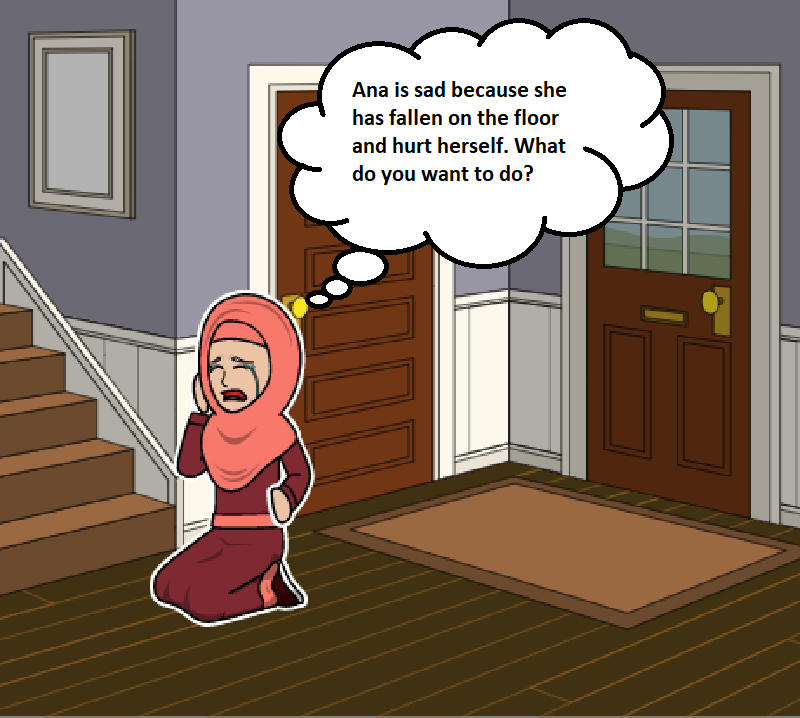 Ana is sad because she
has fallen on the floor
and hurt herself. What
do you want to do?